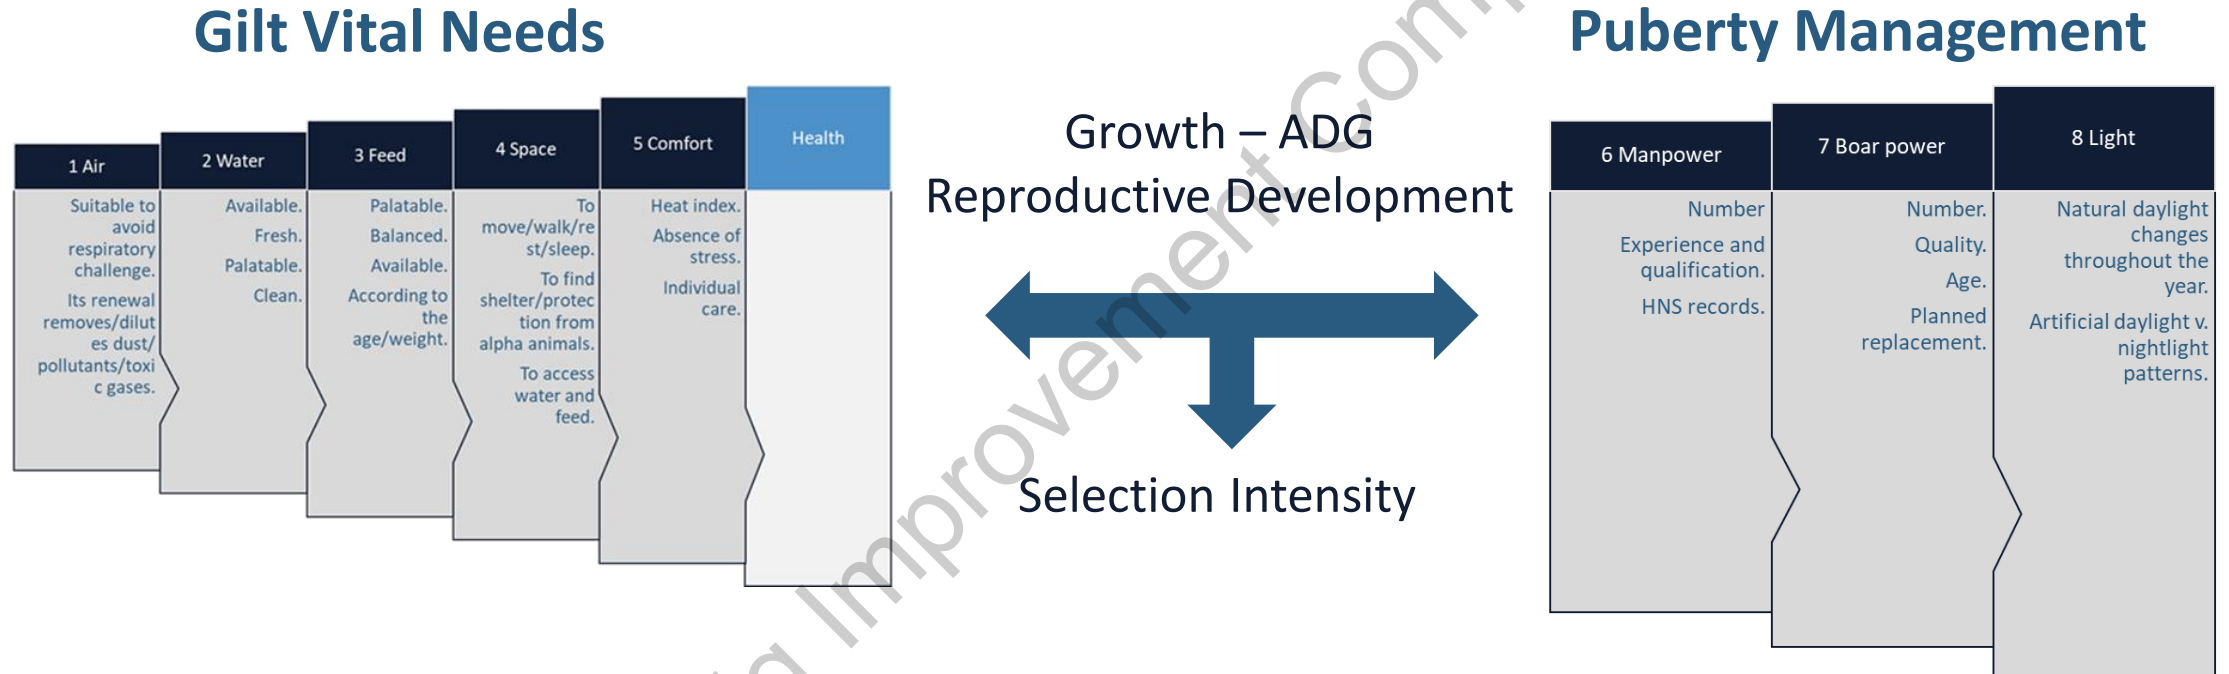 Gilt Vital Needs
1 Air
Suitable to
avoid
respiratory
challenge.
Its renewal
removes/dilut
es dust/
pollutants/toxi
c gases.
2 Water
Available.
Fresh.
Palatable.
Clean.
3 Feed
Palatable.
Balanced.
Available.
According to
the
age/weight.
4 Space
To
move/walk/re
st/sleep.
To find
shelter/protec
tion from
alpha animals.
To access
water and
feed.
5 Comfort
Heat index.
Absence of
stress.
Individual
care.
Health
Growth – ADG
Reproductive Development
Selection Intensity
Puberty Management
6 Manpower
Number
Experience and
qualification.
HNS records.
7 Boar power
Number.
Quality.
Age.
Planned
replacement.
8 Light
Natural daylight
changes
throughout the
year.
Artificial daylight v.
nightlight
patterns.
Improvement